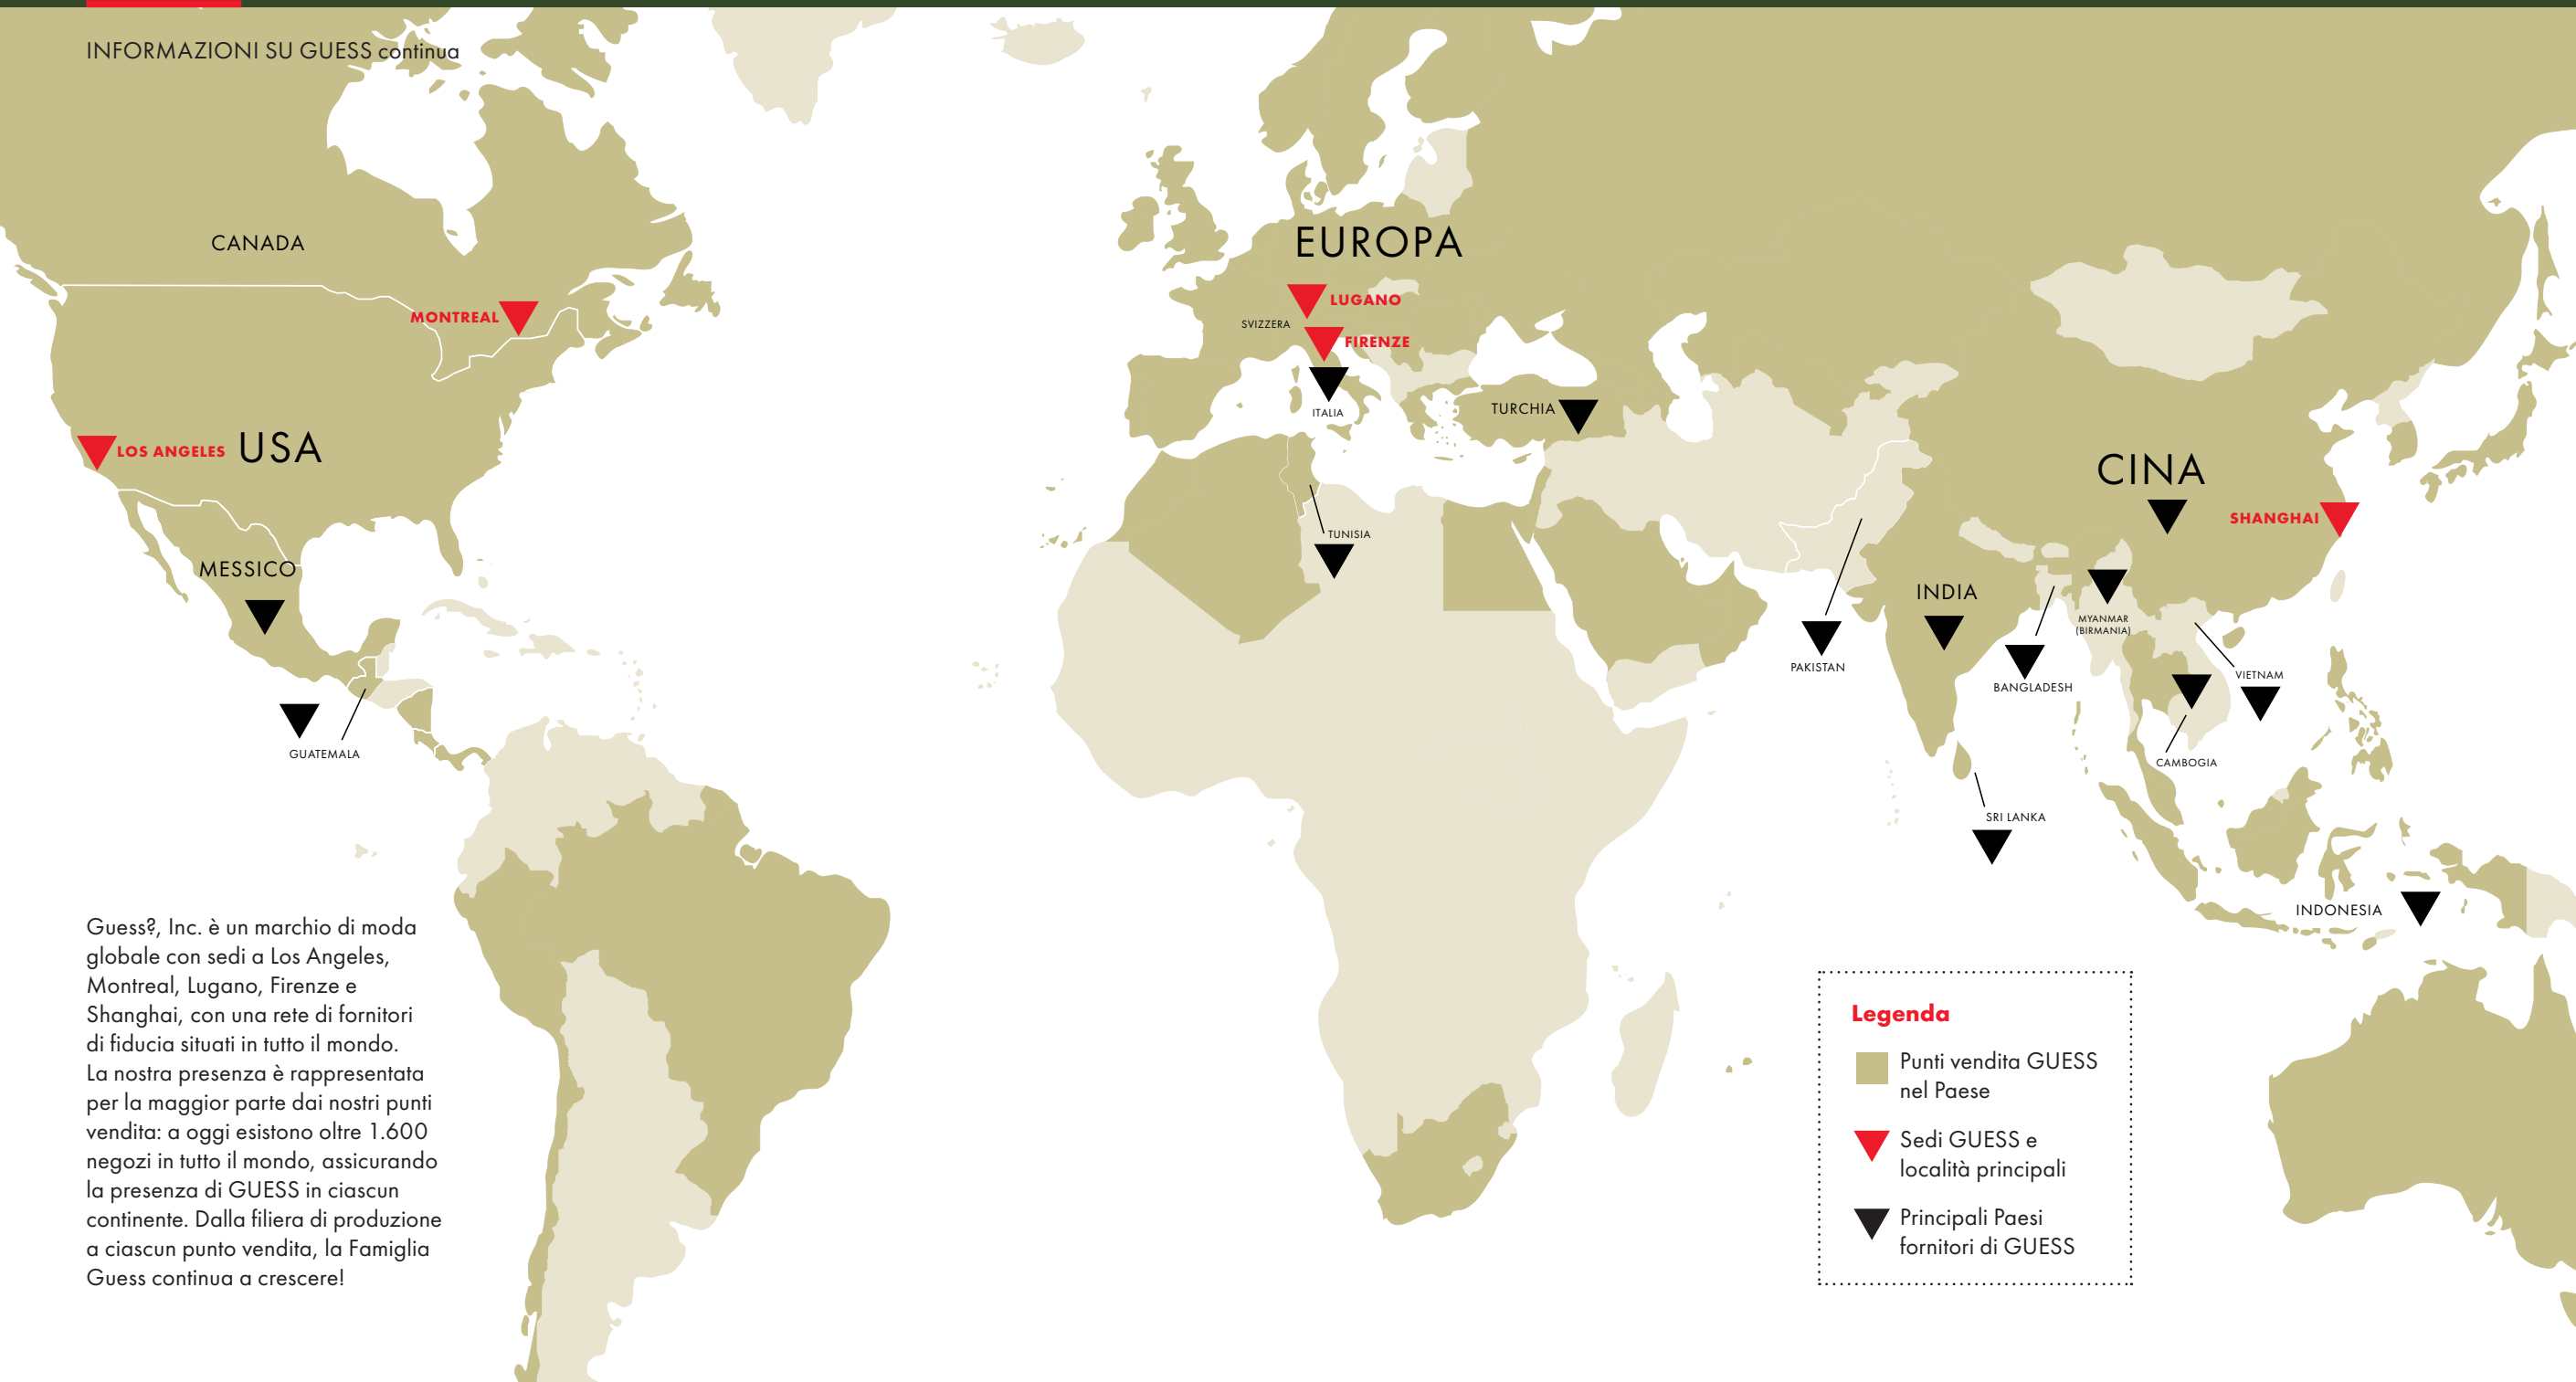 INFORMAZIONI SU GUESS continua
CANADA
MONTREAL
LOS ANGELES
USA
MESSICO
GUATEMALA
EUROPA
LUGANO
SVIZZERA
FIRENZE
ITALIA
TURCHIA
TUNISIA
CINA
SHANGHAI
INDIA
PAKISTAN
MYANMAR
(BIRMANIA)
BANGLADESH
VIETNAM
CAMBOGIA
SRI LANKA
INDONESIA
Guess?, Inc. è un marchio di moda
globale con sedi a Los Angeles,
Montreal, Lugano, Firenze e
Shanghai, con una rete di fornitori
di fiducia situati in tutto il mondo.
La nostra presenza è rappresentata
per la maggior parte dai nostri punti
vendita: a oggi esistono oltre 1.600
negozi in tutto il mondo, assicurando
la presenza di GUESS in ciascun
continente. Dalla filiera di produzione
a ciascun punto vendita, la Famiglia
Guess continua a crescere!
Legenda
Punti vendita GUESS
nel Paese
Sedi GUESS e
località principali
Principali Paesi
fornitori di GUESS